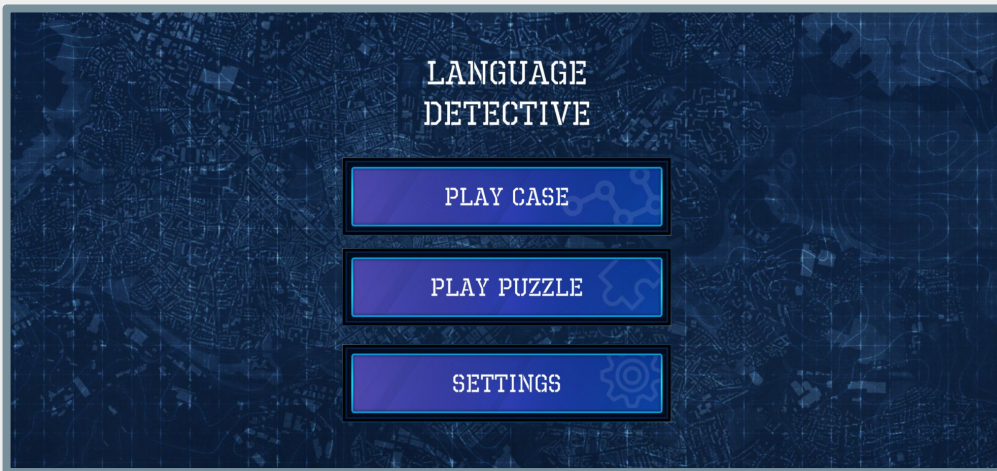 LANGUAGE
DETECTIVE
PLAY CASE
PLAY PUZZLE
SETTINGS